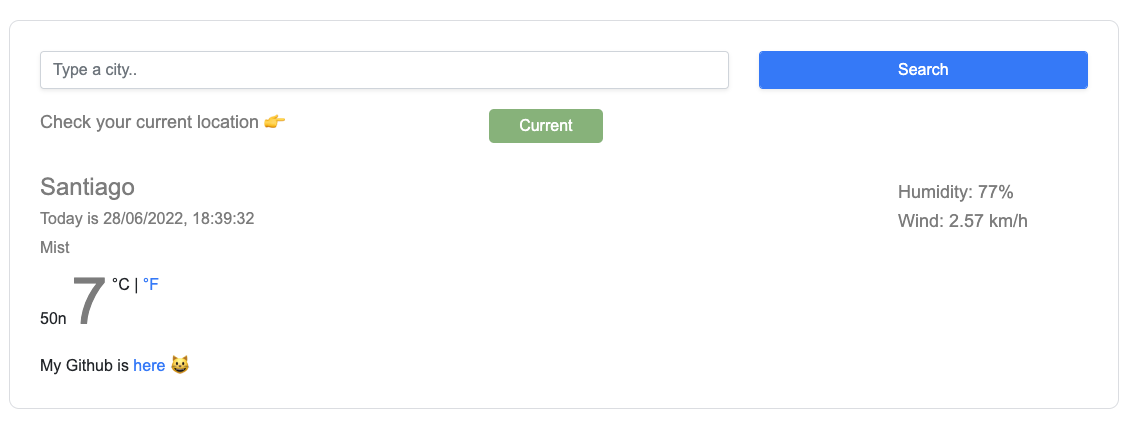 Type a city..
Search
Check your current location 👉
Current
Santiago
Today is 28/06/2022, 18:39:32
Mist
Humidity: 77%
Wind: 2.57 km/h
50n 7 °C | °F
My Github is here 😺